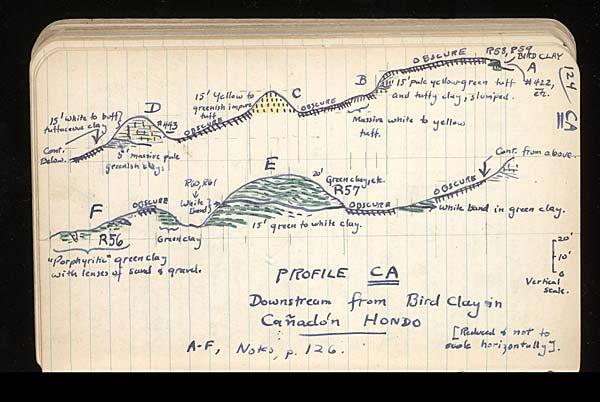 124
CA
OBSCURE
R58, R59
BIRD CLAY
A
#422,
etc.
B
15' pale yellow green tuff
and tuffy clay, slumped.
Massive white to yellow
tuff.
15' Yellow to
greenish impure
tuff
C
OBSCURE
OBSCURE
15' white to buff
tuffaceous clay
D
#443
Cont.
Below.
5' massive pale
greenish clay.
Cont. from above
OBSCURE
White band in green clay.
E
20'
Green clay, etc.
R57
OBSCURE
R60, R61
White
band
15' green to white clay.
F
OBSCURE
R56
Green clay
"Porphyritic" green clay
with lenses of sand & gravel.
20'
10'
0
Vertical
Scale.
PROFILE CA
Downstream from Bird Clay in
Cañadón HONDO
[Reduced & not to
scale horizontally].
A-F, Notes, p. 126.